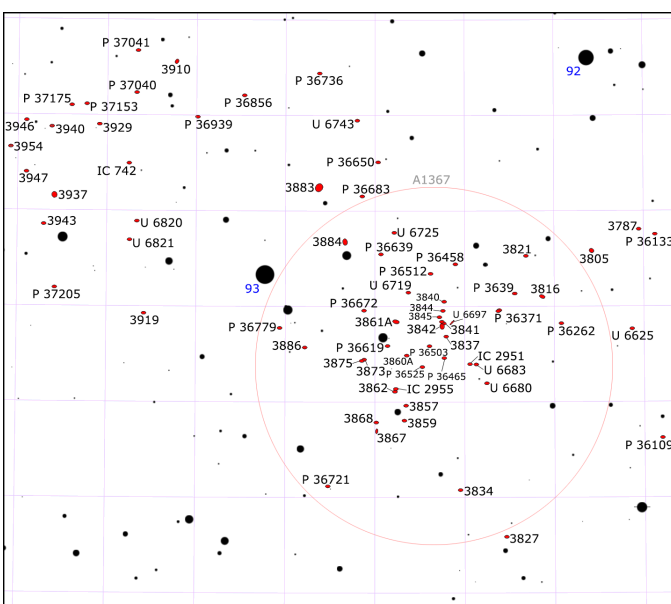 P 37041
3910
92
P 36736
P 37040
P 36856
P 37175
P 37153
3946
3940
3929
P 36939
U 6743
3954
IC 742
P 36650
3947
A1367
3937
3883
P 36683
3943
U 6820
U 6725
3787
P 36133
U 6821
3884
P 36639
P 36458
3821
3805
93
P 36512
P 37205
U 6719
P 3639
3816
3840
3919
P 36672
3844
P 36371
3861A
3845
U 6697
P 36779
3842
3841
P 36262
U 6625
3837
3886
P 36619
P 36503
3860A
IC 2951
3875
3873
P 36525
P 36465
U 6683
3862
IC 2955
U 6680
3857
3868
3859
3867
P 36109
P 36721
3834
3827